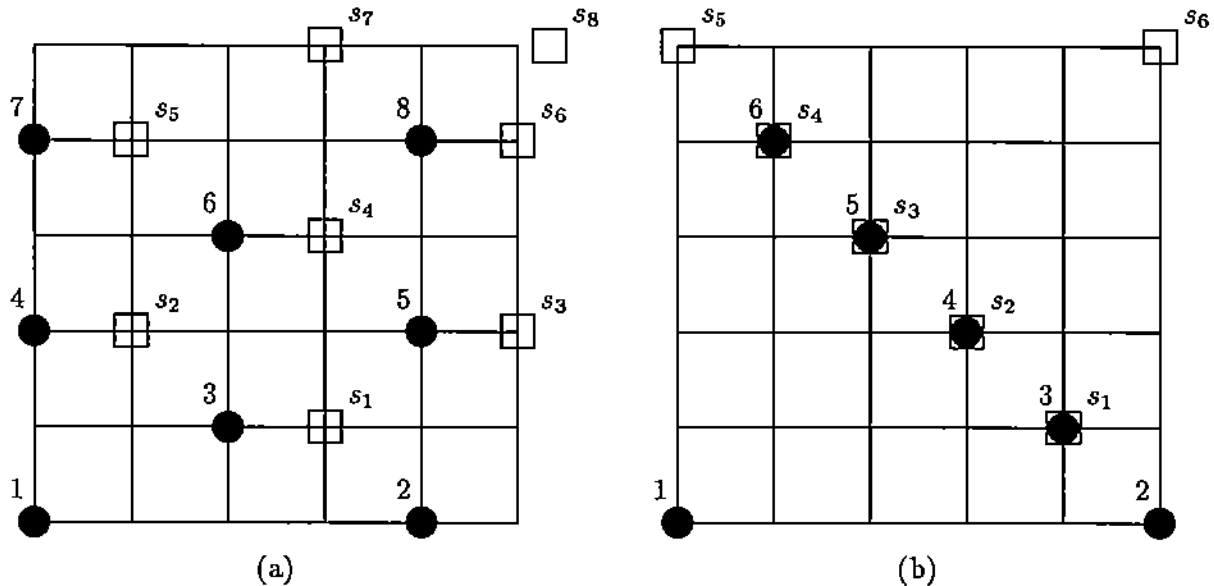 s₇ s₈ s₅ s₆
7 s₅ 8 s₆ 6 s₄
6 s₄ 5 s₃
4 s₂ 5 s₃ 4 s₂
3 s₁ 3 s₁
1 2 1 2
(a) (b)